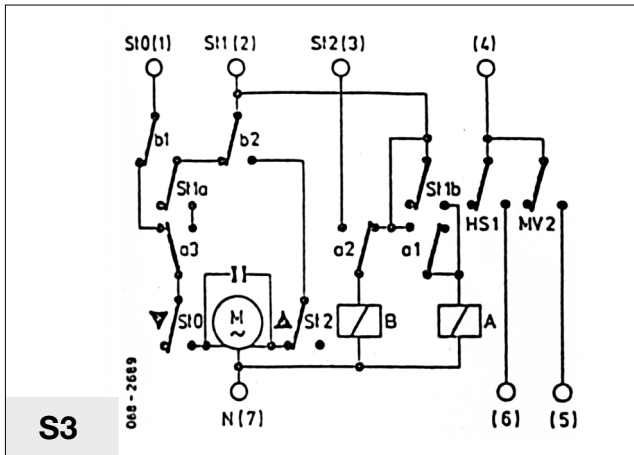 St0(1) St1(2) St2(3) (4)
b1 b2
St1a St1b
HS1 MV2
a3 a2 a1
St0 M St2 B A
~
068-2689
N(7) (6) (5)
S3